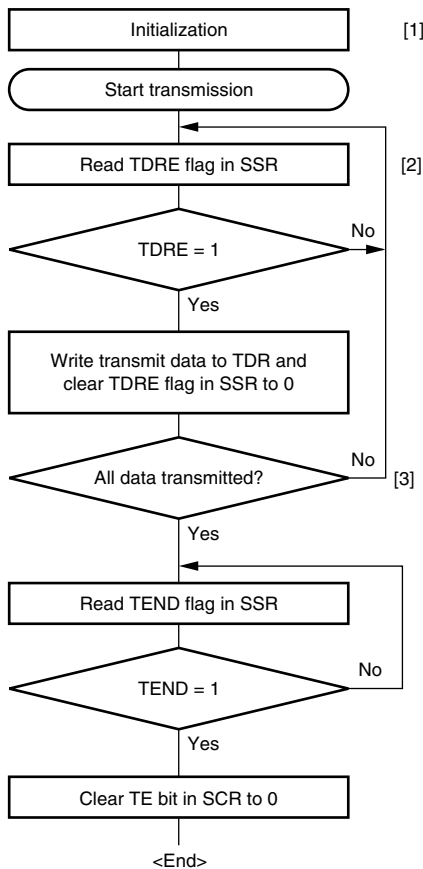 Initialization
[1]
Start transmission
Read TDRE flag in SSR
[2]
No
TDRE = 1
Yes
Write transmit data to TDR and
clear TDRE flag in SSR to 0
No
All data transmitted?
[3]
Yes
Read TEND flag in SSR
No
TEND = 1
Yes
Clear TE bit in SCR to 0
<End>